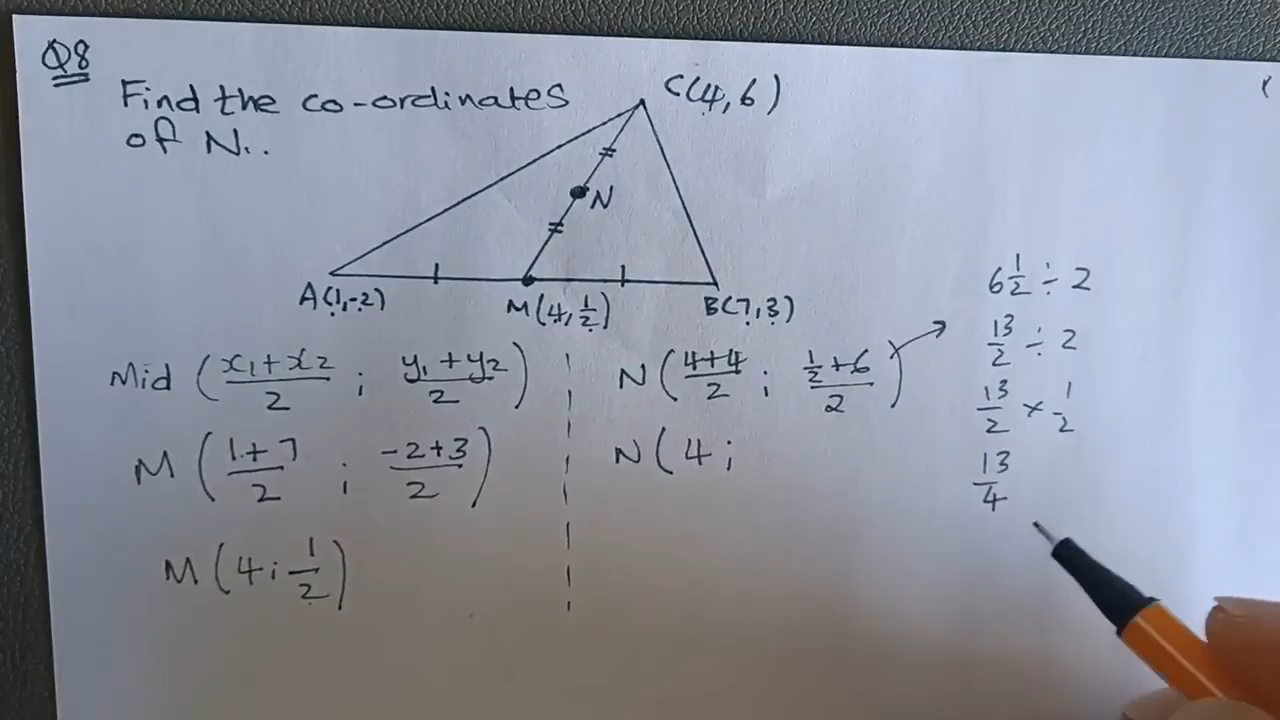 Q8
Find the co-ordinates
of N..
C(4,6)
N
A(1,-2)
M(4,1/2)
B(7,3)
Mid (x₁+x₂/2 ; y₁+y₂/2)
M (1+7/2 ; -2+3/2)
M(4;1/2)
N(4+4/2 ; 1/2+6/2)
N(4;
6 1/2 ÷ 2
13/2 ÷ 2
13/2 × 1/2
13/4